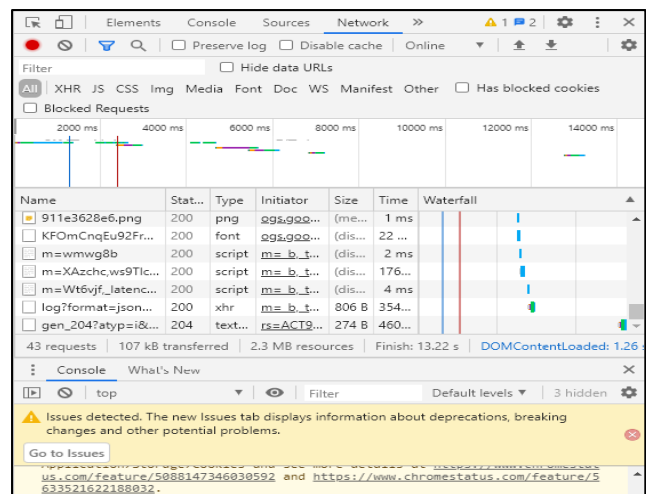 Elements Console Sources Network » 1 2
Preserve log Disable cache Online
Filter Hide data URLs
All XHR JS CSS Img Media Font Doc WS Manifest Other Has blocked cookies
Blocked Requests
2000 ms 4000 ms 6000 ms 8000 ms 10000 ms 12000 ms 14000 ms
Name Stat... Type Initiator Size Time Waterfall
911e3628e6.png 200 png ogs.goo... (me... 1 ms
KFOmCnqEu92Fr... 200 font ogs.goo... (dis... 22 ...
m=wmwg8b 200 script m=_b,_t... (dis... 2 ms
m=XAzchc,ws9Tlc... 200 script m=_b,_t... (dis... 176...
m=Wt6vjf,_latenc... 200 script m=_b,_t... (dis... 4 ms
log?format=json... 200 xhr m=_b,_t... 806 B 354...
gen_204?atyp=i&... 204 text... rs=ACT9... 274 B 460...
43 requests 107 kB transferred 2.3 MB resources Finish: 13.22 s DOMContentLoaded: 1.26
Console What's New
top Filter Default levels 3 hidden
Issues detected. The new Issues tab displays information about deprecations, breaking
changes and other potential problems.
Go to Issues
us.com/feature/5088147346030592 and https://www.chromestatus.com/feature/5
633521622188032.